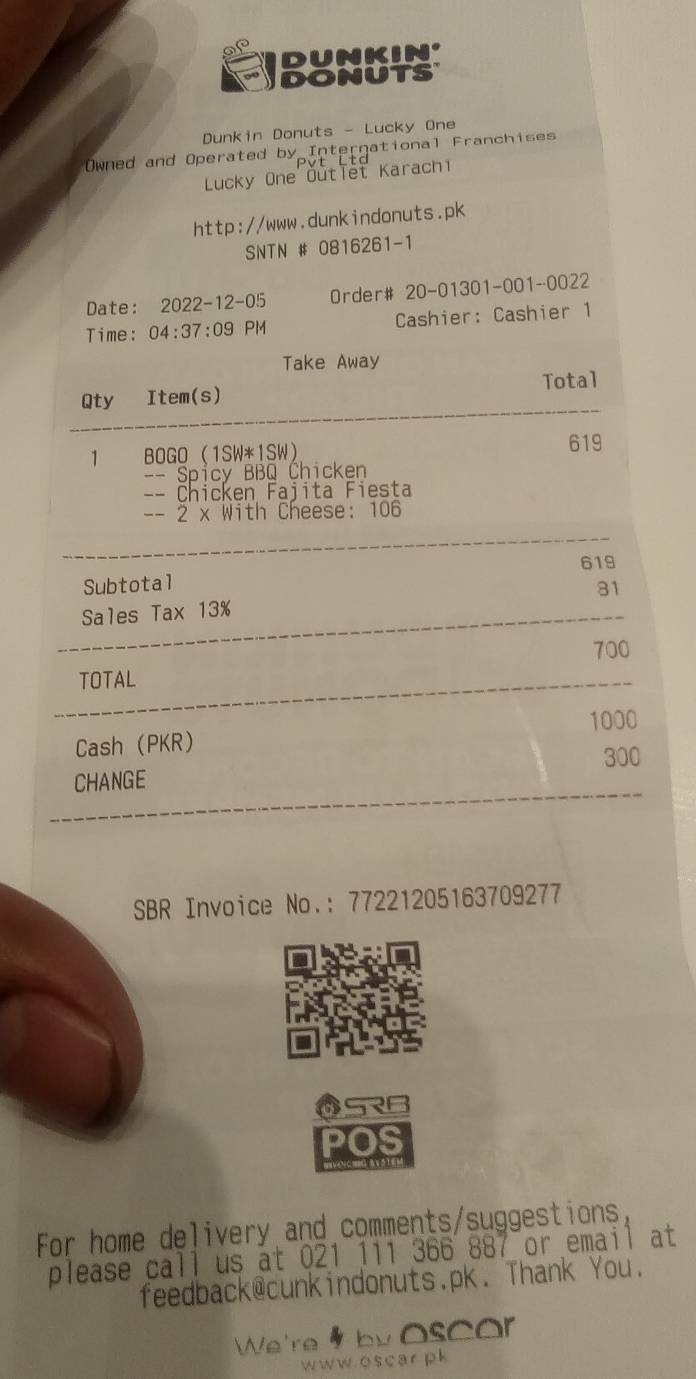 DUNKIN'
DONUTS
Dunkin Donuts - Lucky One
Owned and Operated by International Franchises
Pvt Ltd
Lucky One Outlet Karachi
http://www.dunkindonuts.pk
SNTN # 0816261-1
Date: 2022-12-05 Order# 20-01301-001-0022
Time: 04:37:09 PM Cashier: Cashier 1
Take Away
Qty Item(s) Total
1 BOGO (1SW*1SW) 619
-- Spicy BBQ Chicken
-- Chicken Fajita Fiesta
-- 2 x With Cheese: 106
Subtotal 619
Sales Tax 13% 81
TOTAL 700
Cash (PKR) 1000
CHANGE 300
SBR Invoice No.: 77221205163709277
SRB
POS
INVOICING SYSTEM
For home delivery and comments/suggestions,
please call us at 021 111 366 887 or email at
feedback@cunkindonuts.pk. Thank You.
We're by oscar
www.oscar.pk